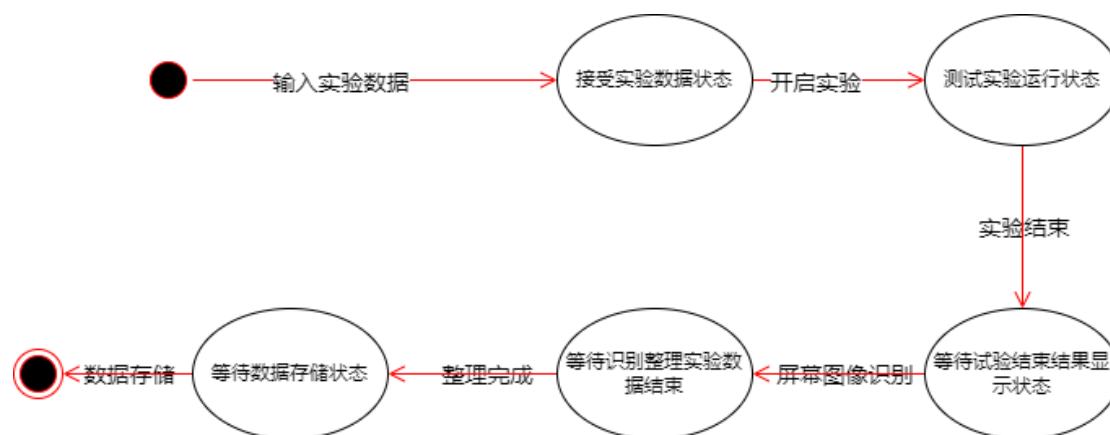 输入实验数据
接受实验数据状态
开启实验
测试实验运行状态
实验结束
等待试验结束结果显
示状态
屏幕图像识别
等待识别整理实验数
据结束
整理完成
等待数据存储状态
数据存储